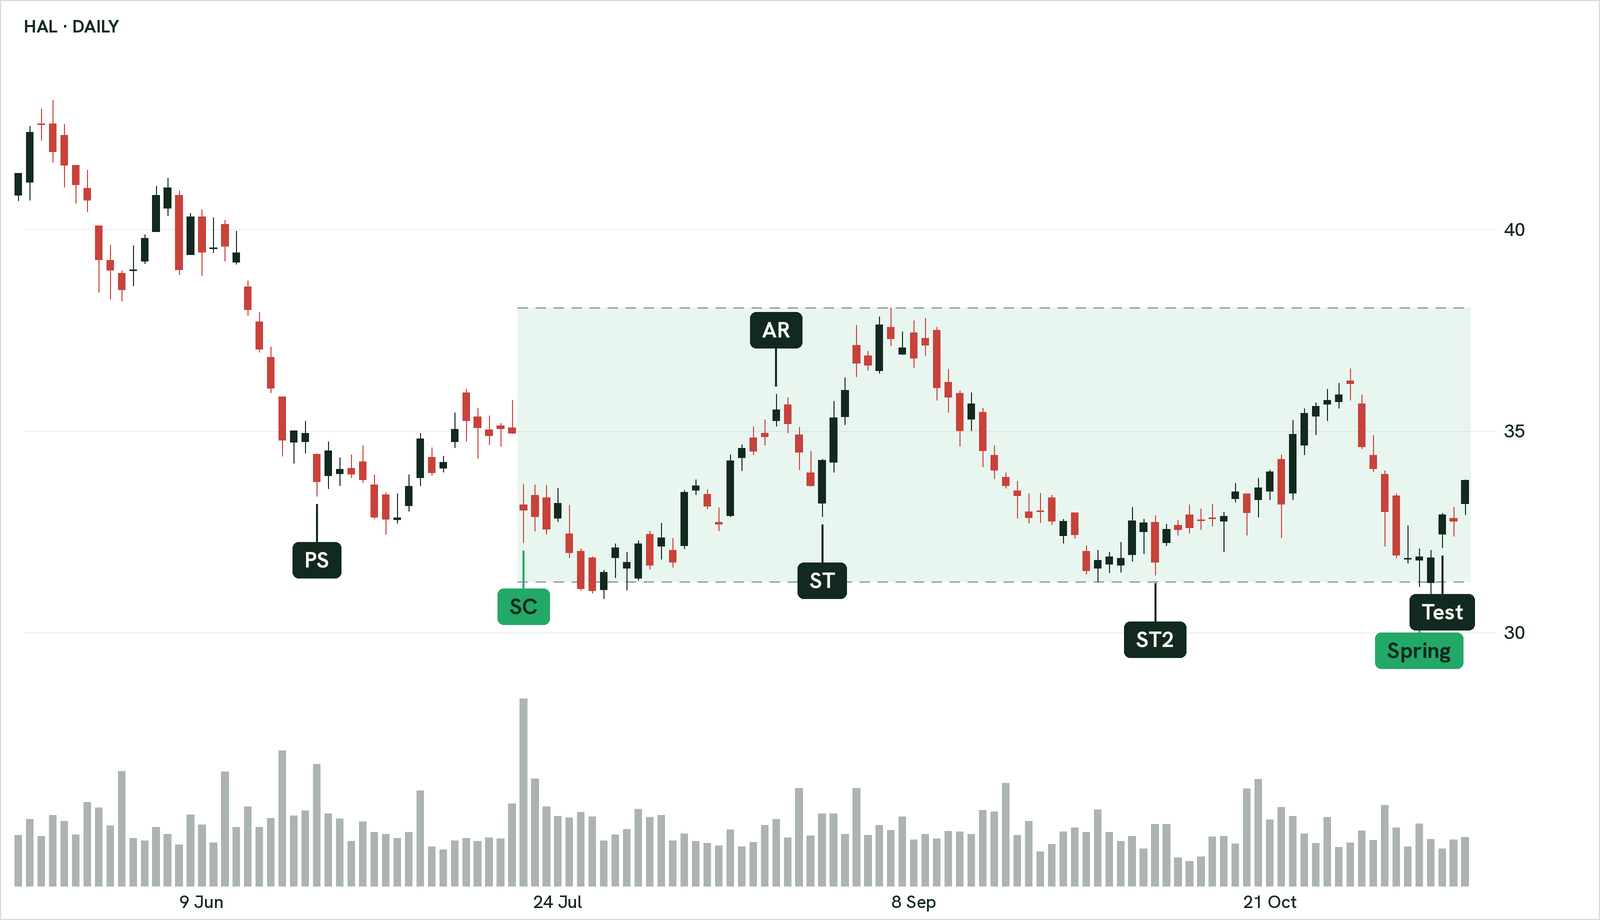 HAL · DAILY
40
AR
35
PS
ST
SC
Test
ST2
30
Spring
9 Jun
24 Jul
8 Sep
21 Oct